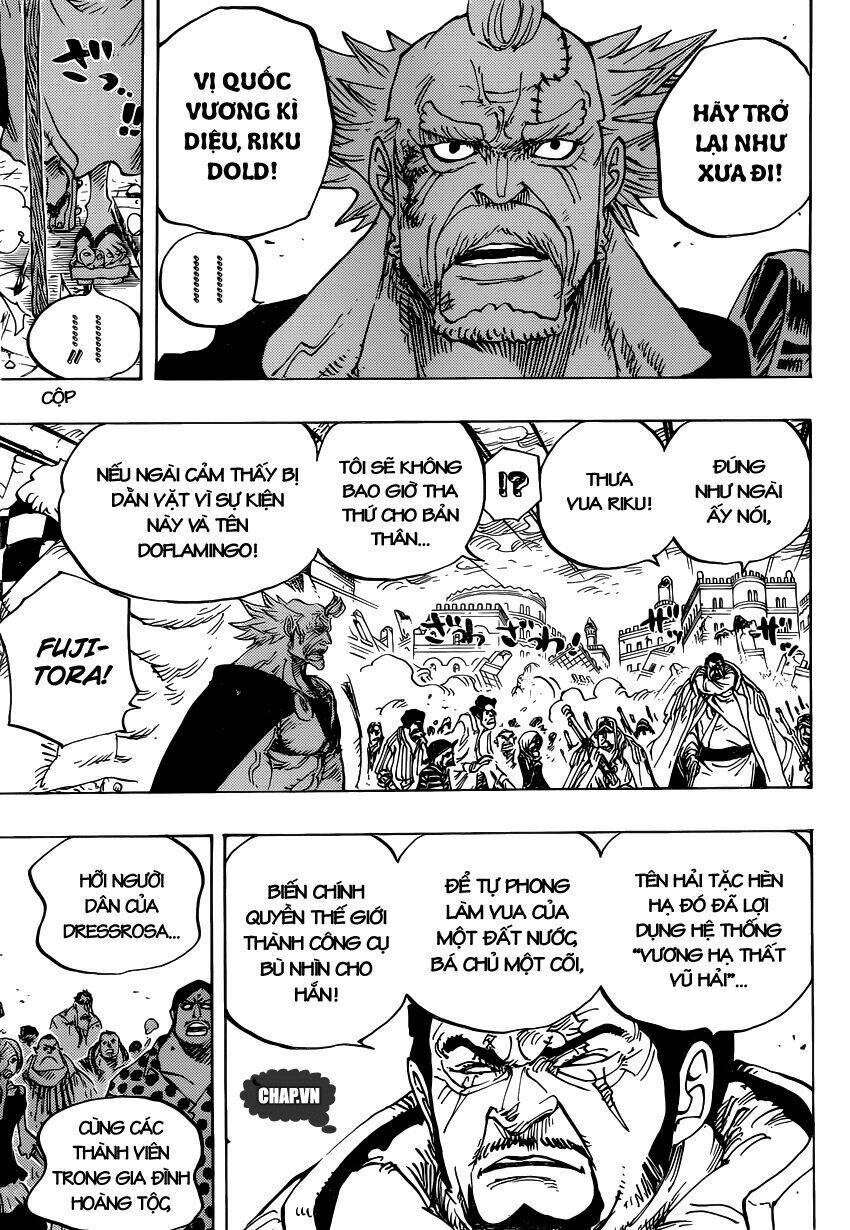 HÃY TRỞ
LẠI NHƯ
XƯA ĐI!
VỊ QUỐC
VƯƠNG KÌ
DIỆU, RIKU
DOLD!
CỘP
ĐÚNG
NHƯ NGÀI
ẤY NÓI,
THƯA
VUA RIKU!
!?
TÔI SẼ KHÔNG
BAO GIỜ THA
THỨ CHO BẢN
THÂN...
NẾU NGÀI CẢM THẤY BỊ
DẰN VẶT VÌ SỰ KIỆN
NÀY VÀ TÊN
DOFLAMINGO!
FUJI-
TORA!
TÊN HẢI TẶC HÈN
HẠ ĐÓ ĐÃ LỢI
DỤNG HỆ THỐNG
“VƯƠNG HẠ THẤT
VŨ HẢI”...
ĐỂ TỰ PHONG
LÀM VUA CỦA
MỘT ĐẤT NƯỚC,
BÁ CHỦ MỘT CÕI,
BIẾN CHÍNH
QUYỀN THẾ GIỚI
THÀNH CÔNG CỤ
BÙ NHÌN CHO
HẮN!
HỠI NGƯỜI
DÂN CỦA
DRESSROSA...
CÙNG CÁC
THÀNH VIÊN
TRONG GIA ĐÌNH
HOÀNG TỘC,
CHAP.VN